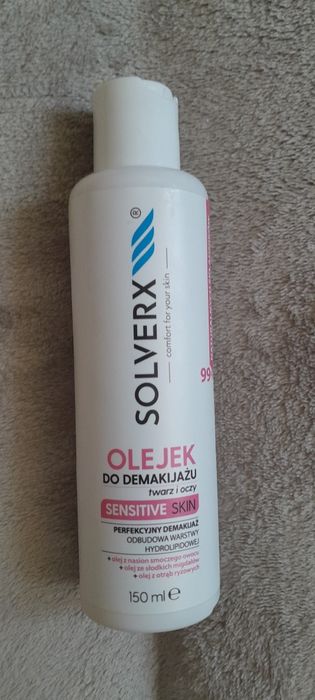 SOLVERX®
comfort for your skin
99
OLEJEK
DO DEMAKIJAŻU
twarz i oczy
SENSITIVE SKIN
PERFEKCYJNY DEMAKIJAŻ
ODBUDOWA WARSTWY
HYDROLIPIDOWEJ
+olej z nasion smoczego owocu
+olej ze słodkich migdałów
+olej z otrąb ryżowych
150 ml ℮